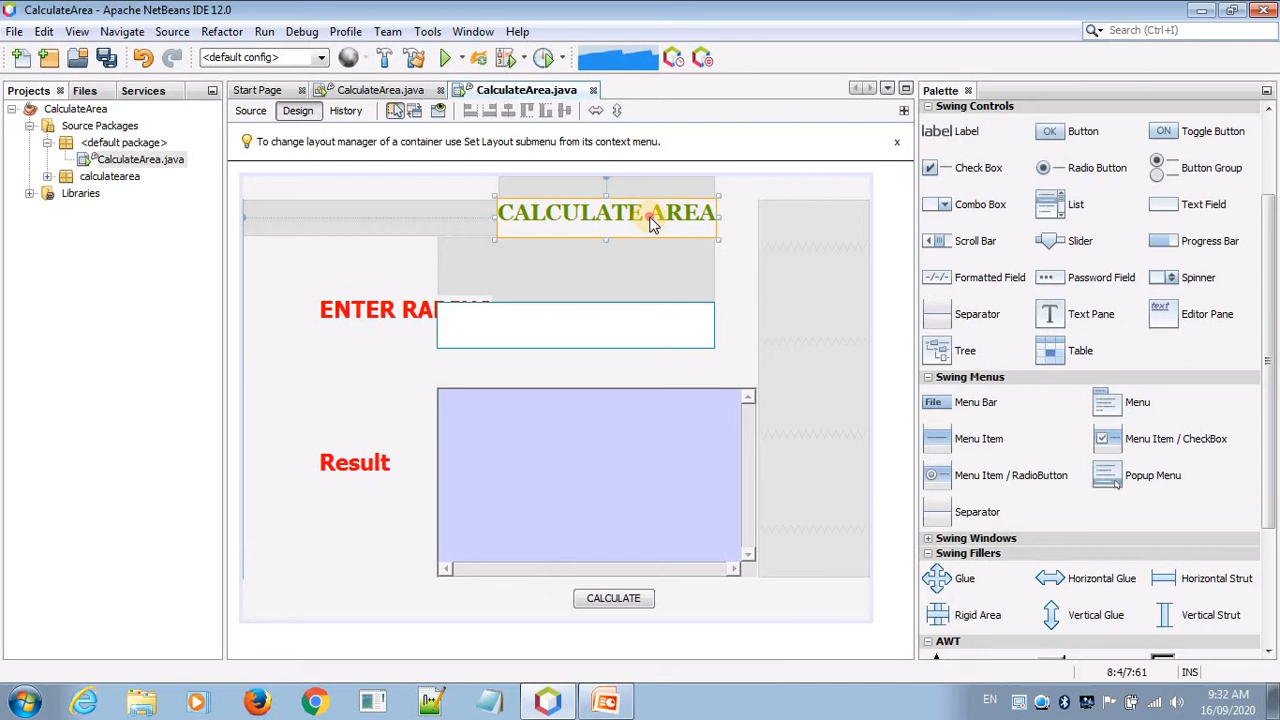 CalculateArea - Apache NetBeans IDE 12.0
File Edit View Navigate Source Refactor Run Debug Profile Team Tools Window Help
Search (Ctrl+I)
<default config>
Projects Files Services
Start Page CalculateArea.java CalculateArea.java
Palette
Source Design History
CalculateArea
Source Packages
<default package>
CalculateArea.java
calculatearea
Libraries
To change layout manager of a container use Set Layout submenu from its context menu. x
CALCULATE AREA
ENTER
Result
CALCULATE
Swing Controls
label Label OK Button ON Toggle Button
Check Box Radio Button Button Group
Combo Box List Text Field
Scroll Bar Slider Progress Bar
Formatted Field Password Field Spinner
Separator Text Pane text Editor Pane
Tree Table
Swing Menus
File Menu Bar Menu
Menu Item Menu Item / CheckBox
Menu Item / RadioButton Popup Menu
Separator
Swing Windows
Swing Fillers
Glue Horizontal Glue Horizontal Strut
Rigid Area Vertical Glue Vertical Strut
AWT
8:4/7:61 INS
EN
9:32 AM
16/09/2020